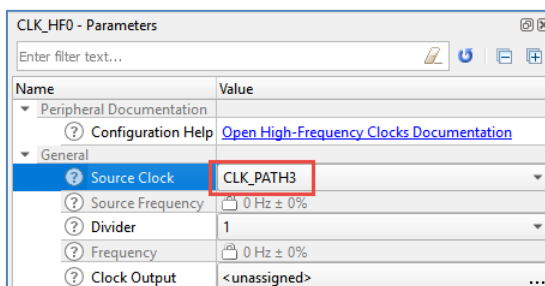 CLK_HF0 - Parameters
Enter filter text...
Name Value
Peripheral Documentation
? Configuration Help Open High-Frequency Clocks Documentation
General
? Source Clock CLK_PATH3
? Source Frequency 0 Hz ± 0%
? Divider 1
? Frequency 0 Hz ± 0%
? Clock Output <unassigned> ...